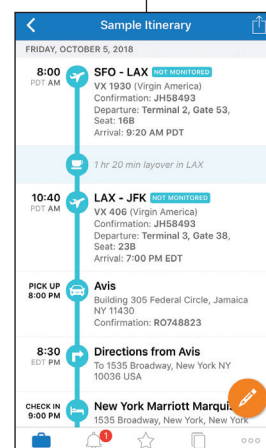 Sample Itinerary
FRIDAY, OCTOBER 5, 2018
8:00
PDT AM
SFO - LAX NOT MONITORED
VX 1930 (Virgin America)
Confirmation: JH58493
Departure: Terminal 2, Gate 53,
Seat: 16B
Arrival: 9:20 AM PDT
1 hr 20 min layover in LAX
10:40
PDT AM
LAX - JFK NOT MONITORED
VX 406 (Virgin America)
Confirmation: JH58493
Departure: Terminal 3, Gate 38,
Seat: 23B
Arrival: 7:00 PM EDT
PICK UP
8:00 PM
Avis
Building 305 Federal Circle, Jamaica
NY 11430
Confirmation: RO748823
8:30
EDT PM
Directions from Avis
To 1535 Broadway, New York NY
10036 USA
CHECK IN
9:00 PM
New York Marriott Marquis
1535 Broadway, New York, New York
1